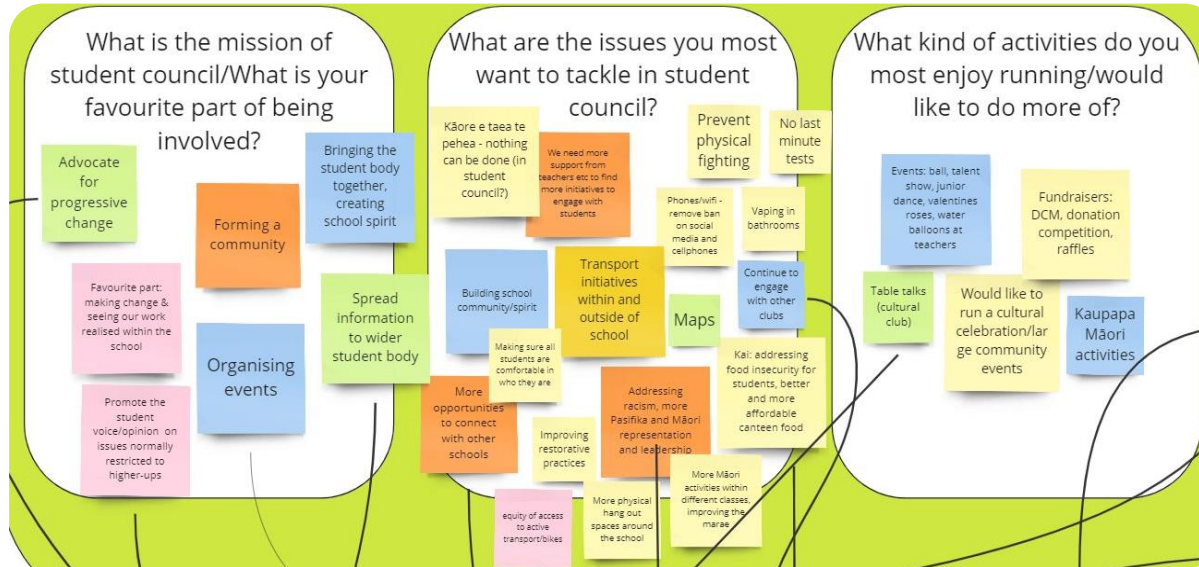 What is the mission of
student council/What is your
favourite part of being
involved?
Advocate
for
progressive
change
Forming a
community
Bringing the
student body
together,
creating
school spirit
Favourite part:
making change &
seeing our work
realised within the
school
Organising
events
Spread
information
to wider
student body
Promote the
student
voice/opinion on
issues normally
restricted to
higher-ups
What are the issues you most
want to tackle in student
council?
Kāore e taea te
pehea - nothing
can be done (in
student
council?)
We need more
support from
teachers etc to find
more initiatives to
engage with
students
Prevent
physical
fighting
No last
minute
tests
Phones/wifi -
remove ban
on social
media and
cellphones
Vaping in
bathrooms
Building school
community/spirit
Transport
initiatives
within and
outside of
school
Maps
Continue to
engage
with other
clubs
Making sure all
students are
comfortable in
who they are
More
opportunities
to connect
with other
schools
Improving
restorative
practices
Addressing
racism, more
Pasifika and Māori
representation
and leadership
Kai: addressing
food insecurity for
students, better
and more
affordable
canteen food
equity of access
to active
transport/bikes
More physical
hang out
spaces around
the school
More Māori
activities within
different classes,
improving the
marae
What kind of activities do you
most enjoy running/would
like to do more of?
Events: ball, talent
show, junior
dance, valentines
roses, water
balloons at
teachers
Fundraisers:
DCM, donation
competition,
raffles
Table talks
(cultural
club)
Would like to
run a cultural
celebration/lar
ge community
events
Kaupapa
Māori
activities